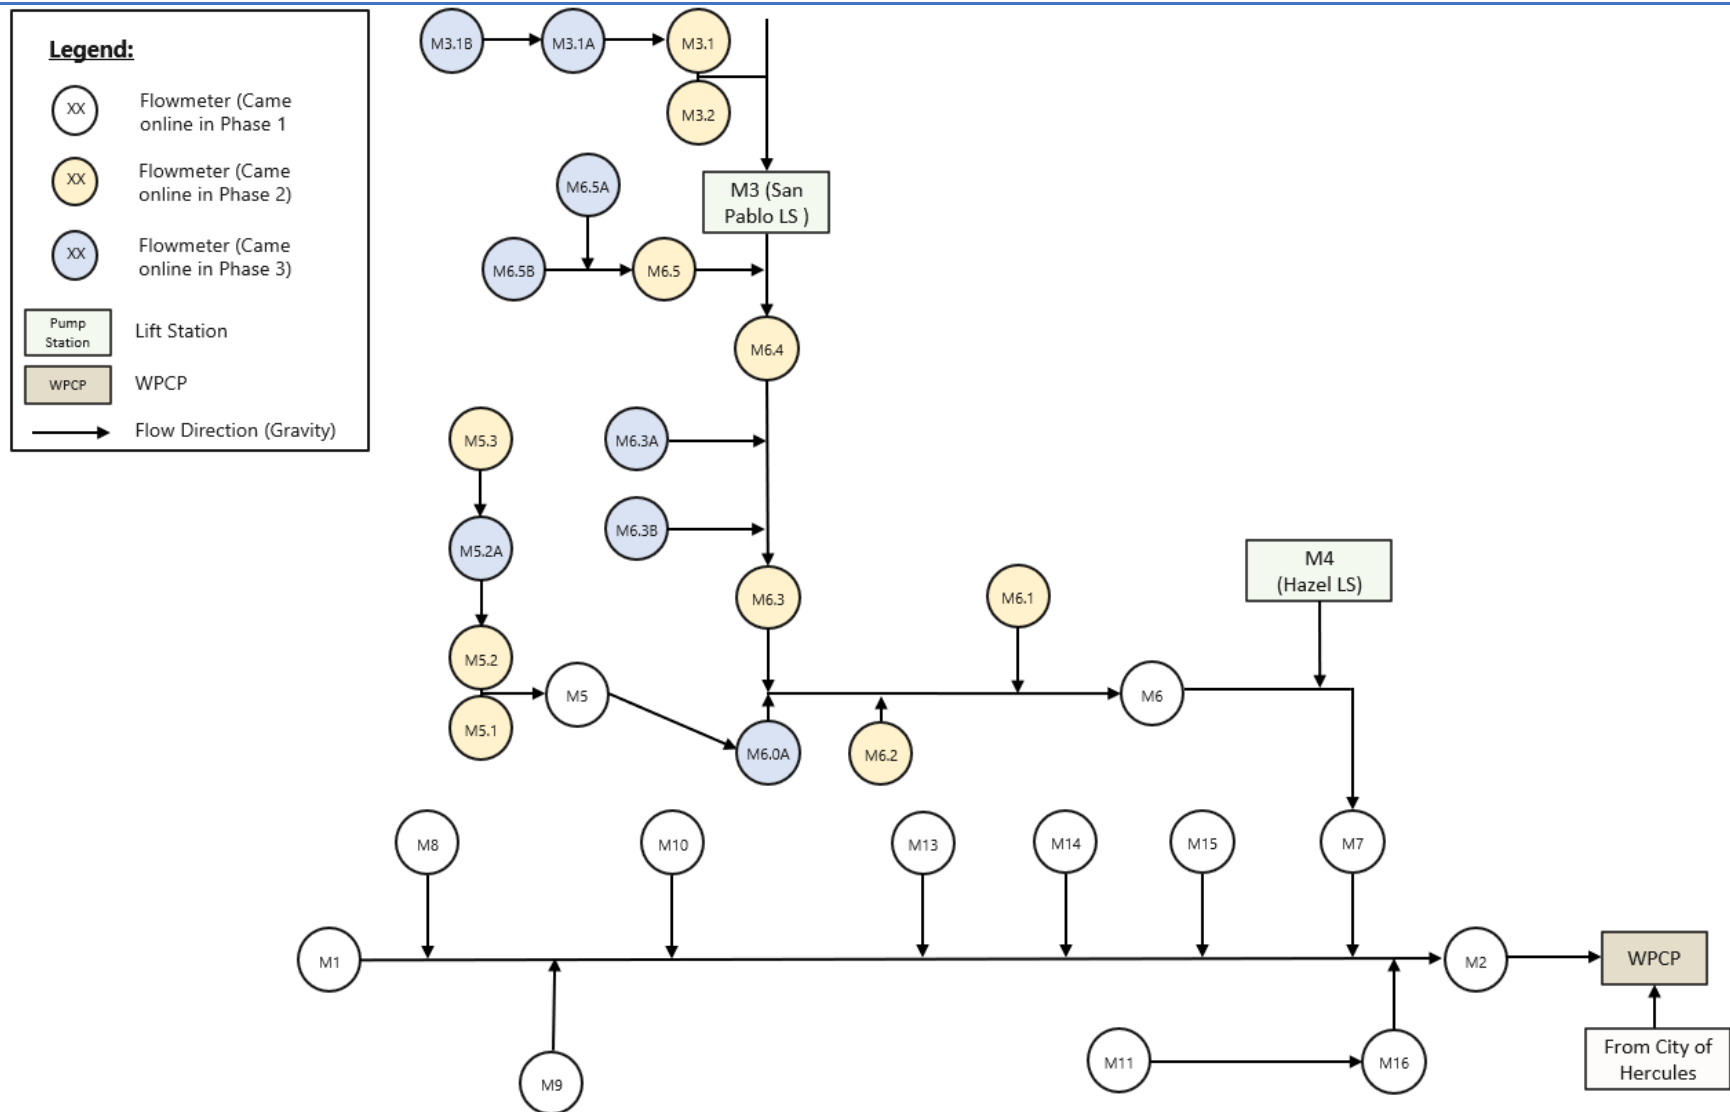 Legend:
XX
Flowmeter (Came
online in Phase 1
XX
Flowmeter (Came
online in Phase 2)
XX
Flowmeter (Came
online in Phase 3)
Pump
Station
Lift Station
WPCP
WPCP
Flow Direction (Gravity)
M3.1B
M3.1A
M3.1
M3.2
M3 (San
Pablo LS )
M6.5A
M6.5B
M6.5
M6.4
M5.3
M6.3A
M5.2A
M6.3B
M6.3
M6.1
M4
(Hazel LS)
M5.2
M5
M5.1
M6.0A
M6.2
M6
M8
M10
M13
M14
M15
M7
M1
M2
WPCP
M9
M11
M16
From City of
Hercules